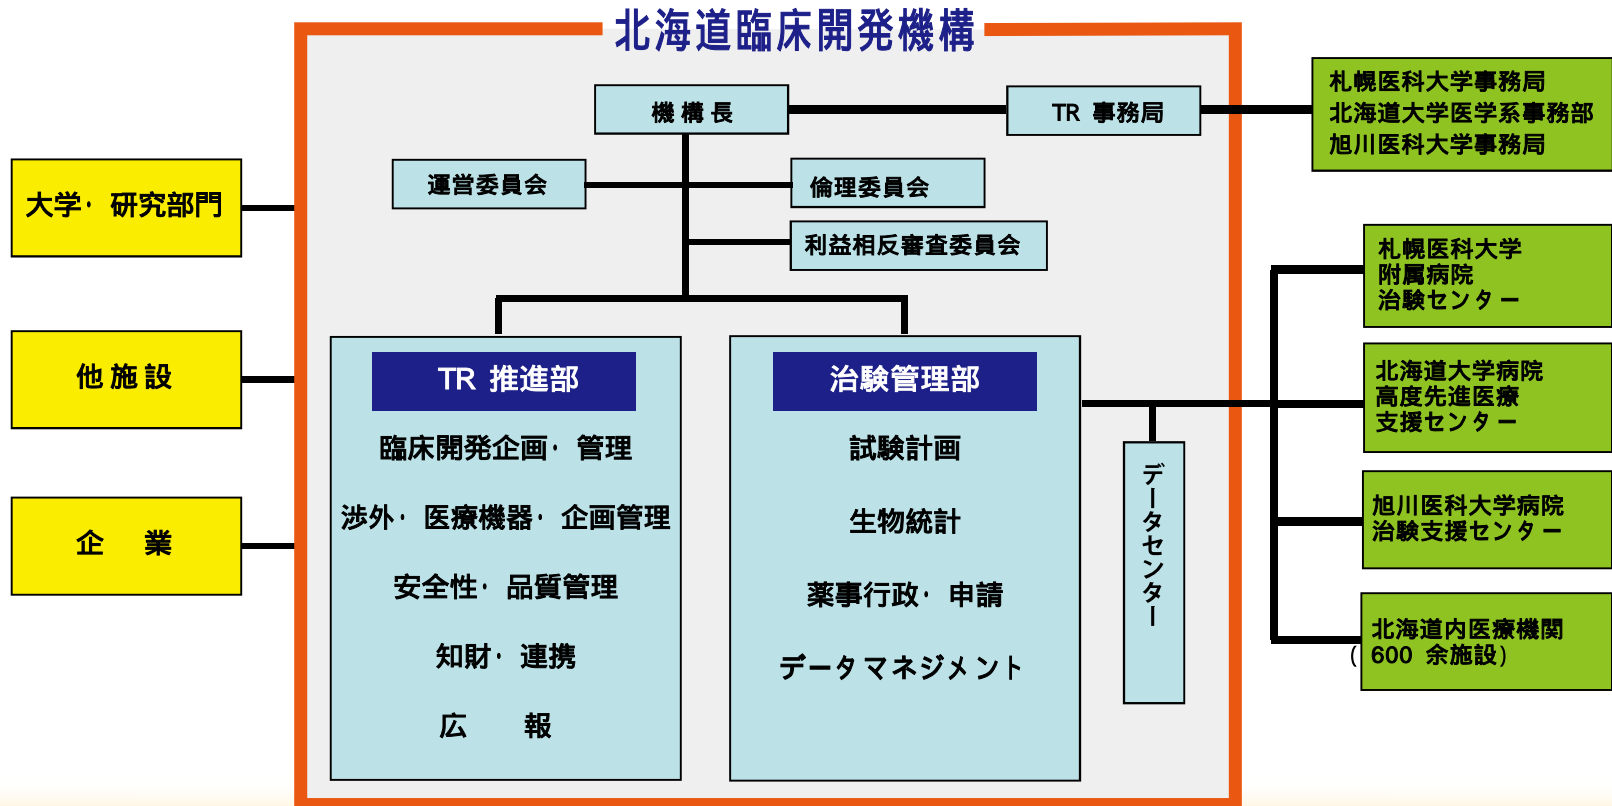 北海道臨床開発機構
機構長
TR 事務局
札幌医科大学事務局
北海道大学医学系事務部
旭川医科大学事務局
運営委員会
倫理委員会
利益相反審査委員会
大学・研究部門
他施設
企 業
TR 推進部
臨床開発企画・管理
渉外・医療機器・企画管理
安全性・品質管理
知財・連携
広 報
治験管理部
試験計画
生物統計
薬事行政・申請
データマネジメント
データセンター
札幌医科大学
附属病院
治験センター
北海道大学病院
高度先進医療
支援センター
旭川医科大学病院
治験支援センター
北海道内医療機関
(600 余施設)